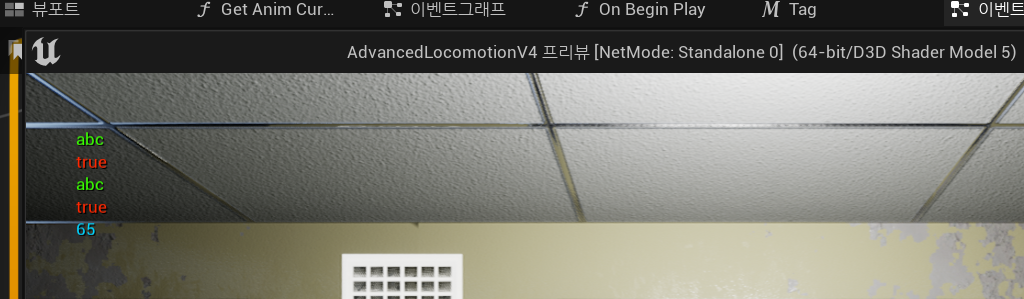 뷰포트 Get Anim Cur... 이벤트그래프 On Begin Play Tag 이벤트
AdvancedLocomotionV4 프리뷰 [NetMode: Standalone 0] (64-bit/D3D Shader Model 5)
abc
true
abc
true
65